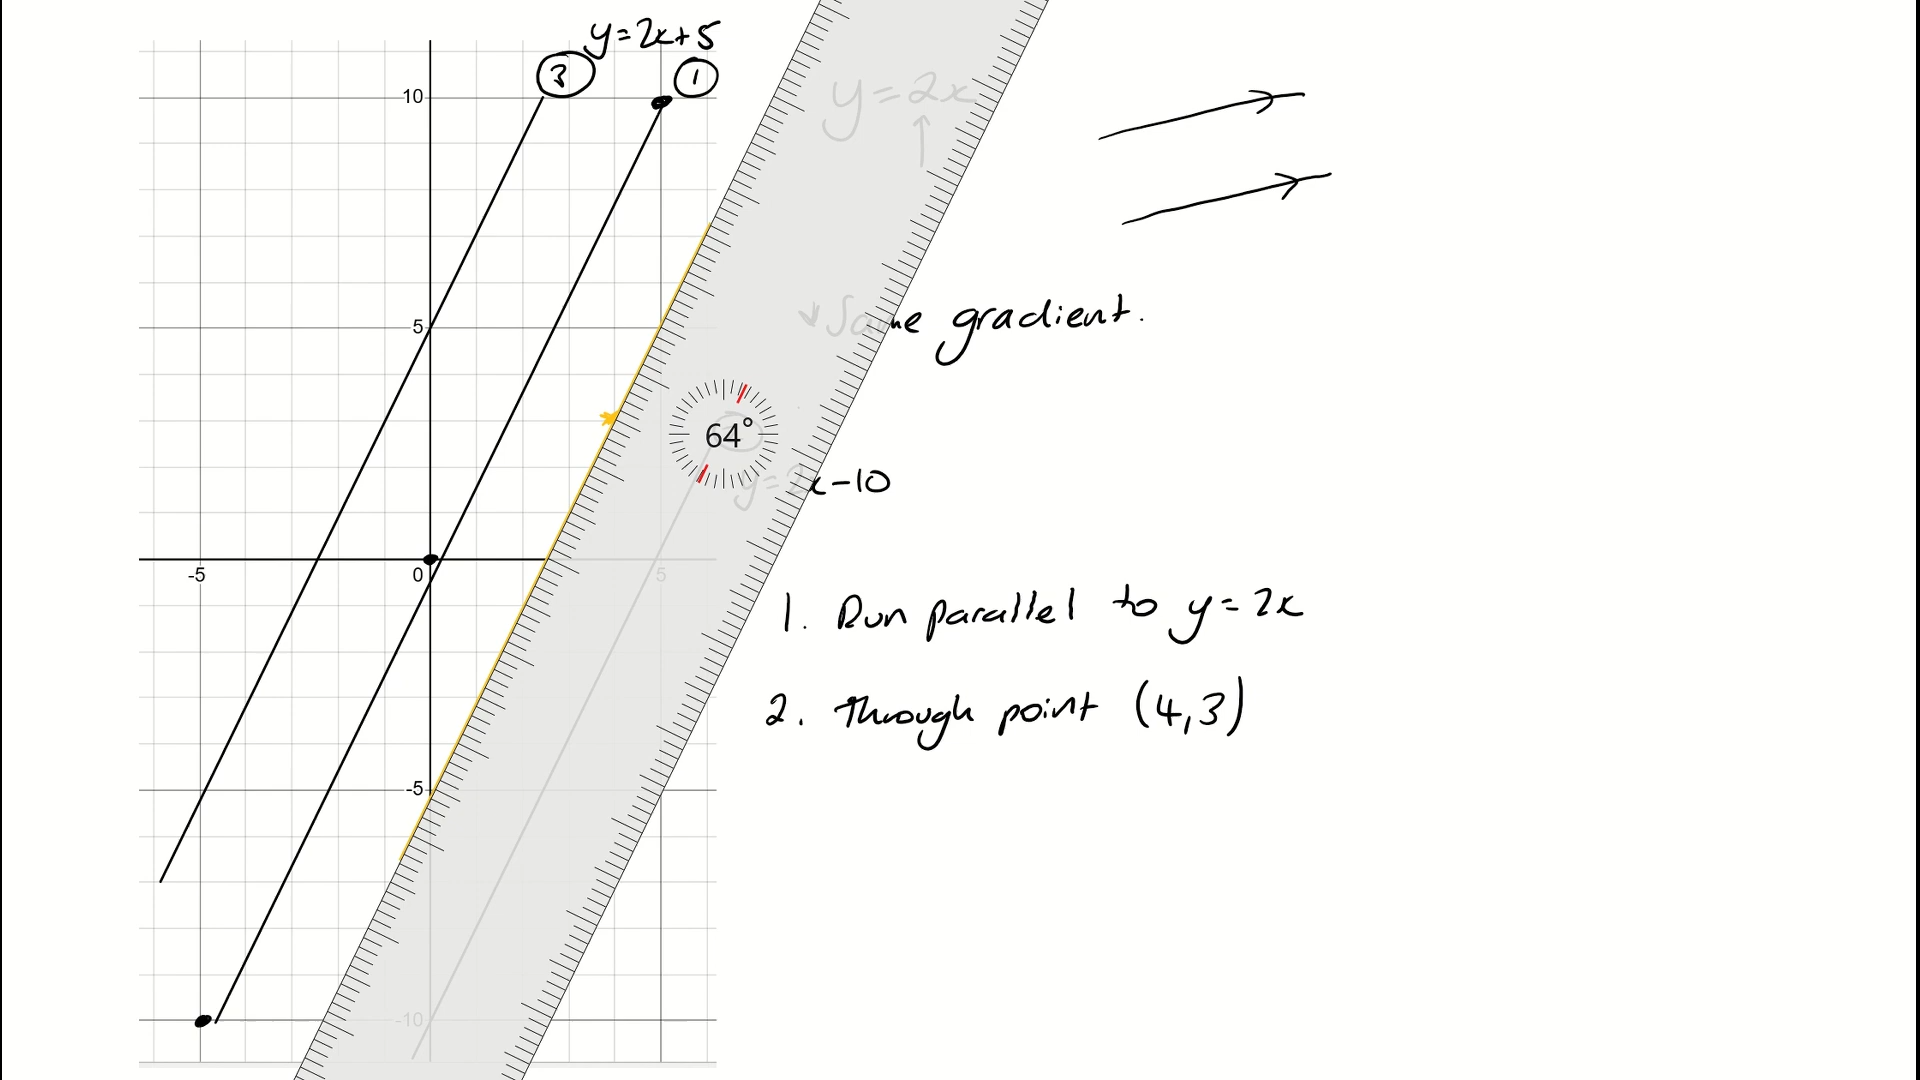 y=2x+5
3
1
y=2x
10
5
↓Same gradient.
64°
y=2x-10
-5
0
5
1. Run parallel to y=2x
2. Through point (4,3)
-5
-10